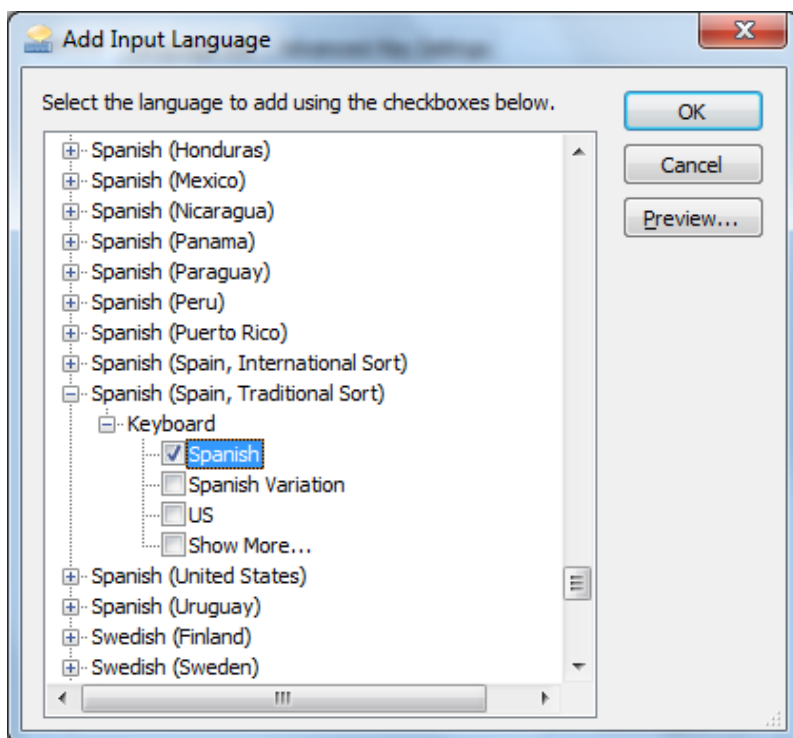 Add Input Language
Select the language to add using the checkboxes below.
OK
Cancel
Preview...
Spanish (Honduras)
Spanish (Mexico)
Spanish (Nicaragua)
Spanish (Panama)
Spanish (Paraguay)
Spanish (Peru)
Spanish (Puerto Rico)
Spanish (Spain, International Sort)
Spanish (Spain, Traditional Sort)
Keyboard
Spanish
Spanish Variation
US
Show More...
Spanish (United States)
Spanish (Uruguay)
Swedish (Finland)
Swedish (Sweden)